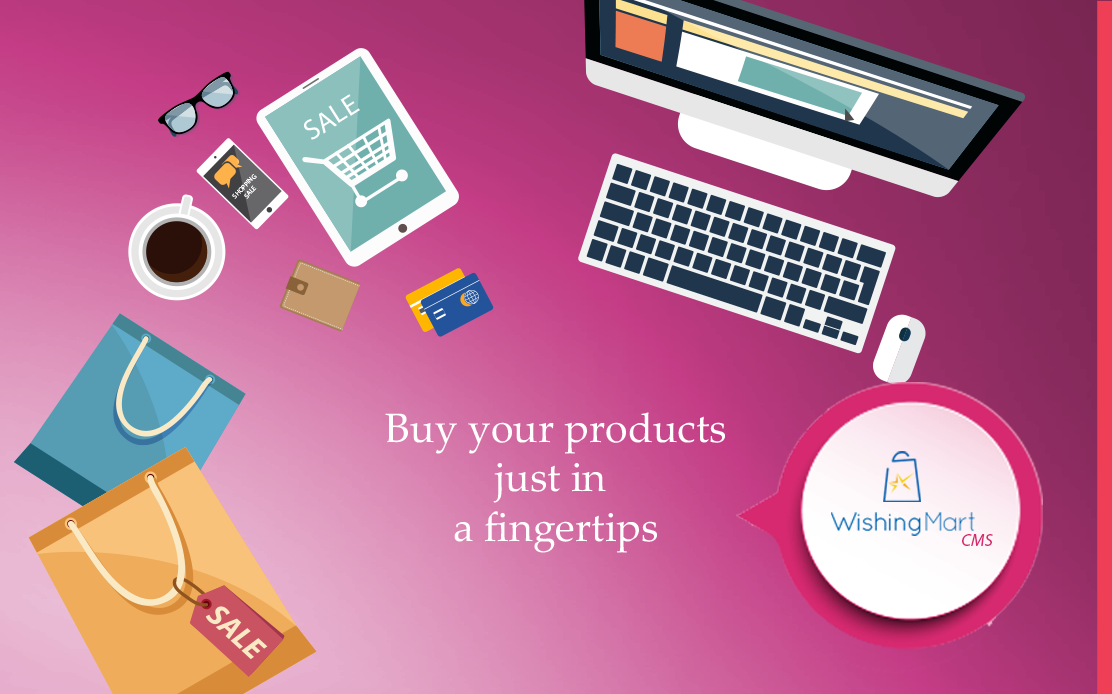 SALE
SHOPPING
SALE
Buy your products
just in
a fingertips
WishingMart
CMS
SALE